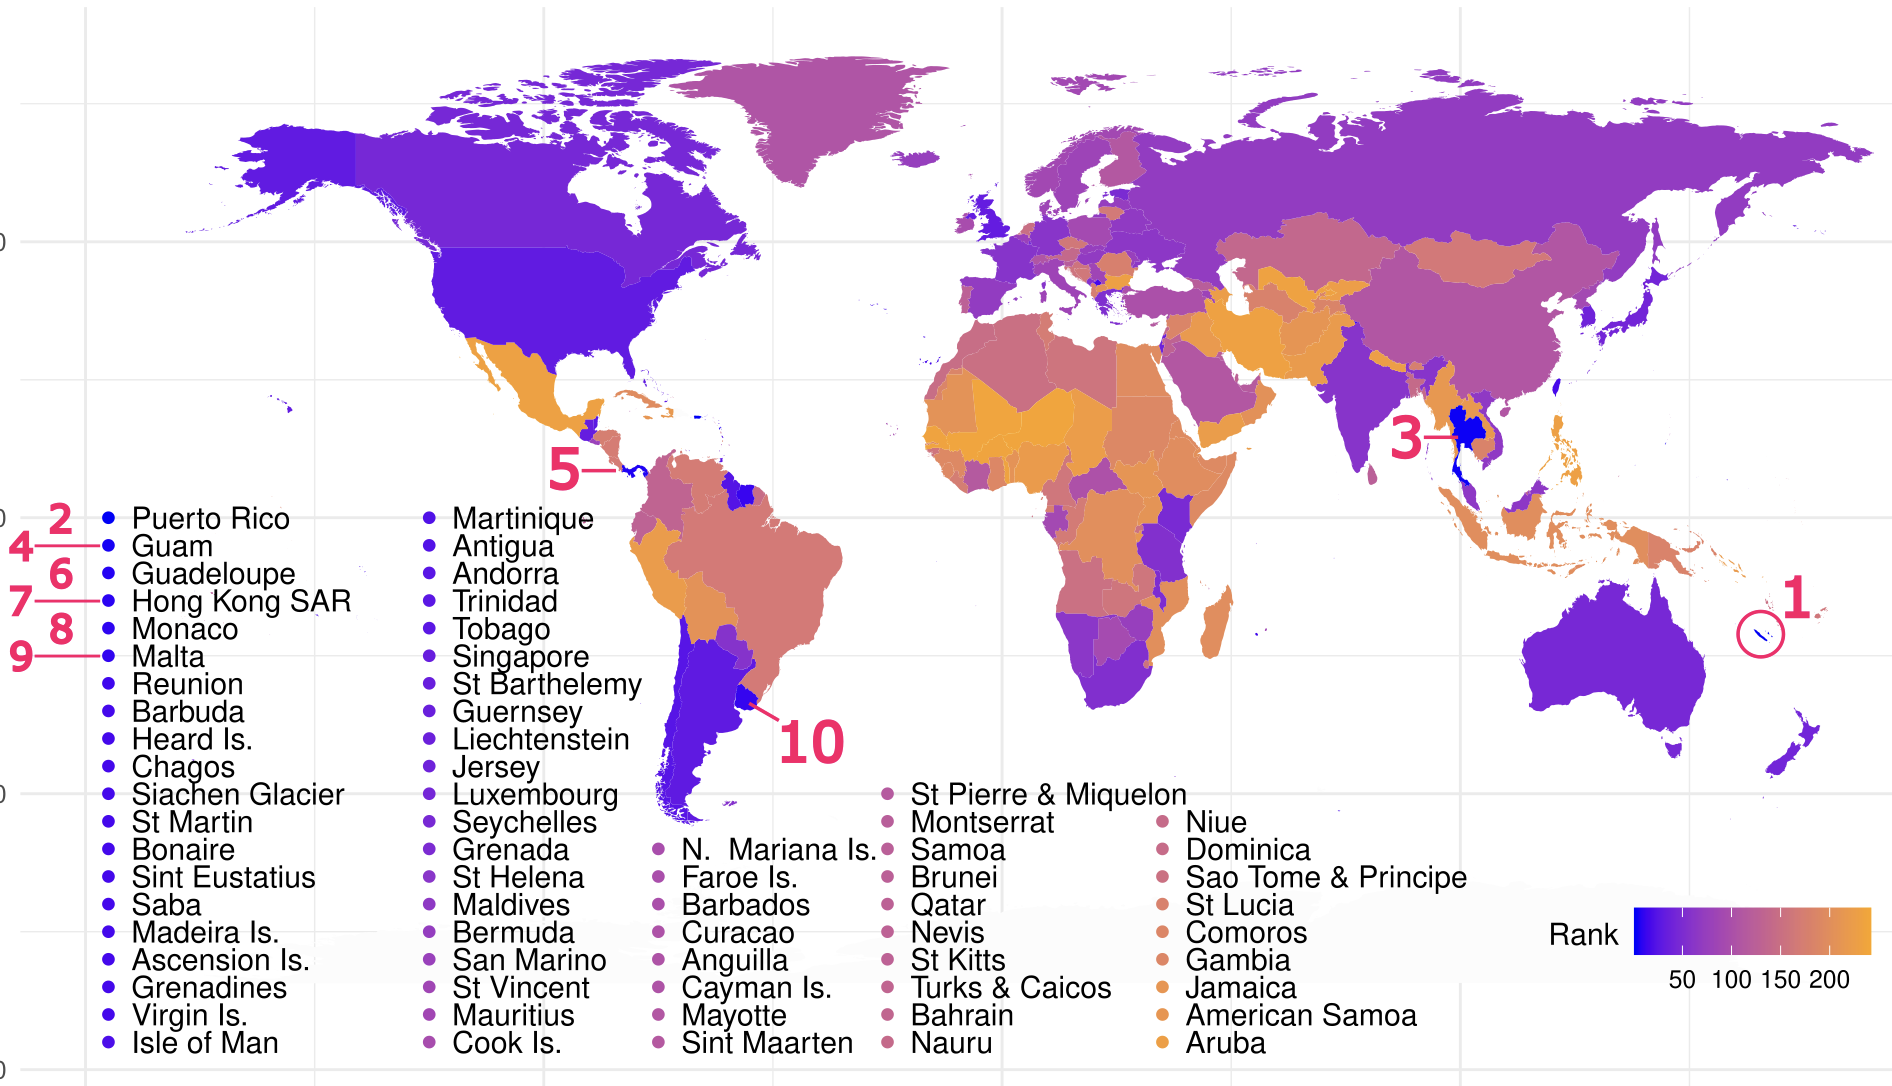 0
3
5
2
Puerto Rico
4
Guam
6
Guadeloupe
7
Hong Kong SAR
8
Monaco
9
Malta
Reunion
Barbuda
Heard Is.
Chagos
Siachen Glacier
St Martin
Bonaire
Sint Eustatius
Saba
Madeira Is.
Ascension Is.
Grenadines
Virgin Is.
Isle of Man
Martinique
Antigua
Andorra
Trinidad
Tobago
Singapore
St Barthelemy
Guernsey
Liechtenstein
Jersey
Luxembourg
Seychelles
Grenada
St Helena
Maldives
Bermuda
San Marino
St Vincent
Mauritius
Cook Is.
N. Mariana Is.
Faroe Is.
Barbados
Curacao
Anguilla
Cayman Is.
Mayotte
Sint Maarten
St Pierre & Miquelon
Montserrat
Samoa
Brunei
Qatar
Nevis
St Kitts
Turks & Caicos
Bahrain
Nauru
Niue
Dominica
Sao Tome & Principe
St Lucia
Comoros
Gambia
Jamaica
American Samoa
Aruba
1
10
Rank
50 100 150 200
0
0
0